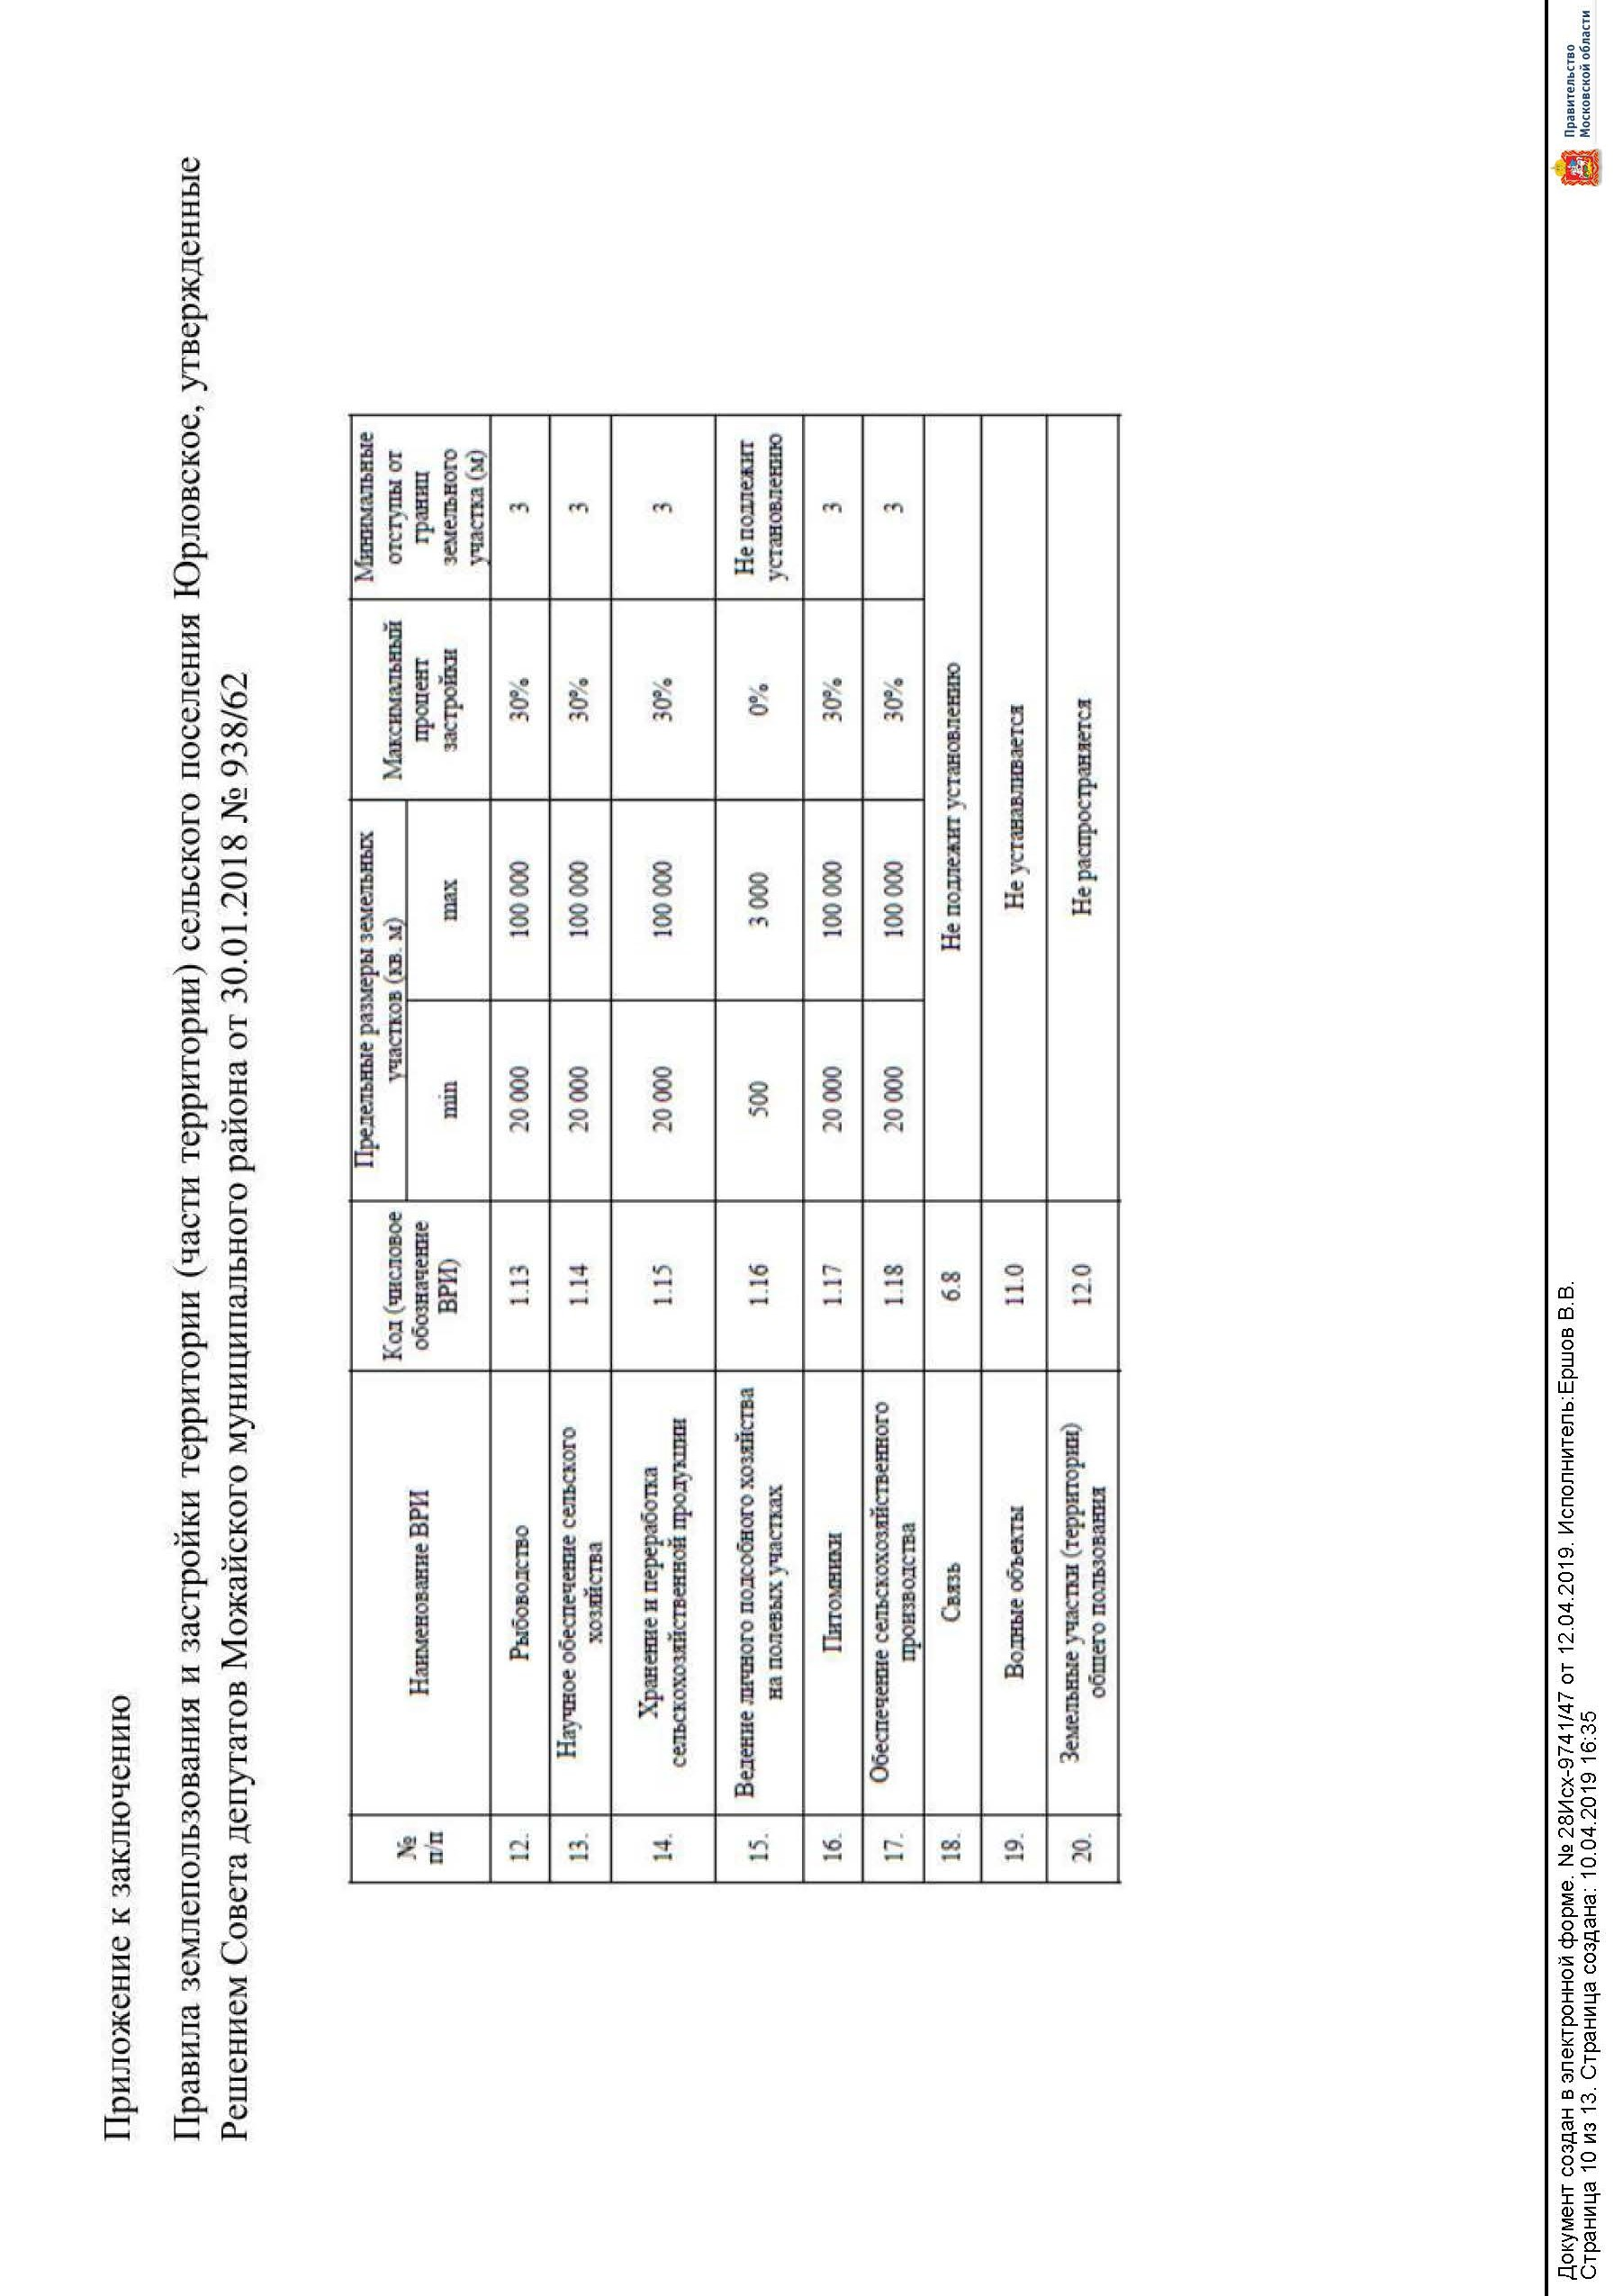 Приложение к заключению
Правила землепользования и застройки территории (части территории) сельского поселения Юрловское, утвержденные
Решением Совета депутатов Можайского муниципального района от 30.01.2018 № 938/62
№ п/п
Наименование ВРИ
Код (числовое
обозначение
ВРИ)
Предельные размеры земельных
участков (кв. м)
min
max
Максимальный
процент
застройки
Минимальные
отступы от
границ
земельного
участка (м)
12. Рыбоводство 1.13 20 000 100 000 30% 3
13. Научное обеспечение сельского
хозяйства 1.14 20 000 100 000 30% 3
14. Хранение и переработка
сельскохозяйственной продукции 1.15 20 000 100 000 30% 3
15. Ведение личного подсобного хозяйства
на полевых участках 1.16 500 3 000 0% Не подлежит
установлению
16. Питомники 1.17 20 000 100 000 30% 3
17. Обеспечение сельскохозяйственного
производства 1.18 20 000 100 000 30% 3
18. Связь 6.8 Не подлежит установлению
19. Водные объекты 11.0 Не устанавливается
20. Земельные участки (территории)
общего пользования 12.0 Не распространяется
Документ создан в электронной форме. № 28Исх-9741/47 от 12.04.2019. Исполнитель:Ершов В.В.
Страница 10 из 13. Страница создана: 10.04.2019 16:35
Правительство
Московской области